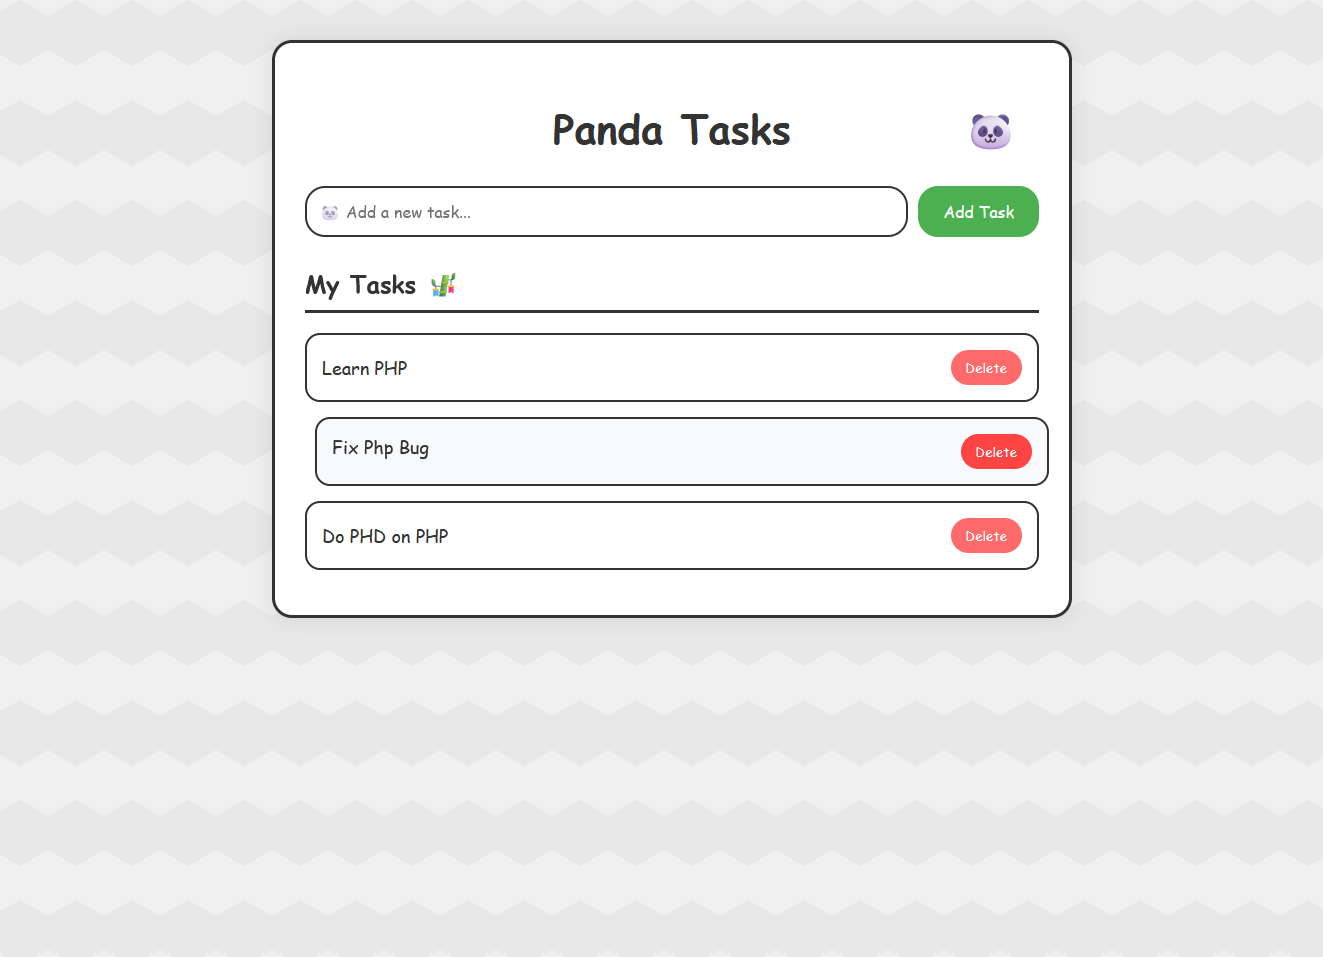 Panda Tasks 🐼
🐼 Add a new task...
Add Task
My Tasks 🎋
Learn PHP
Delete
Fix Php Bug
Delete
Do PHD on PHP
Delete